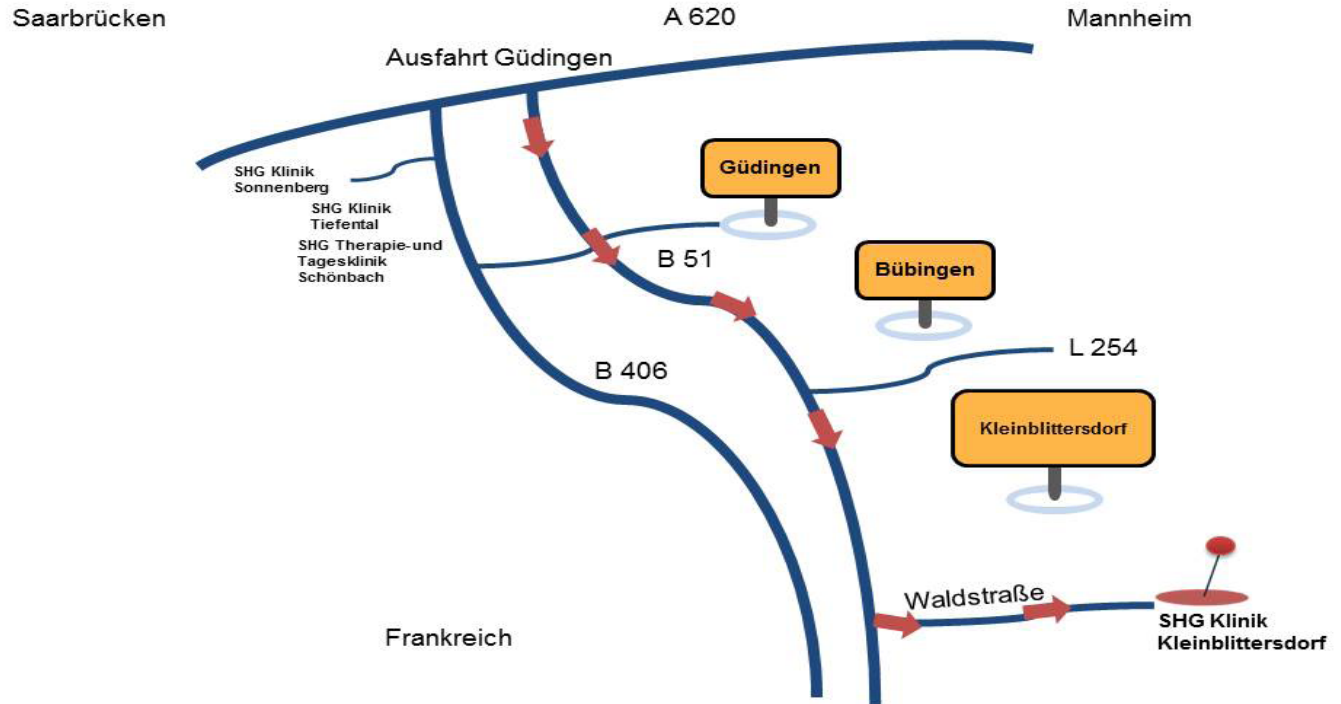 Saarbrücken
A 620
Mannheim
Ausfahrt Güdingen
SHG Klinik
Sonnenberg
SHG Klinik
Tiefental
SHG Therapie-und
Tagesklinik
Schönbach
Güdingen
B 51
Bübingen
L 254
B 406
Kleinblittersdorf
Waldstraße
SHG Klinik
Kleinblittersdorf
Frankreich